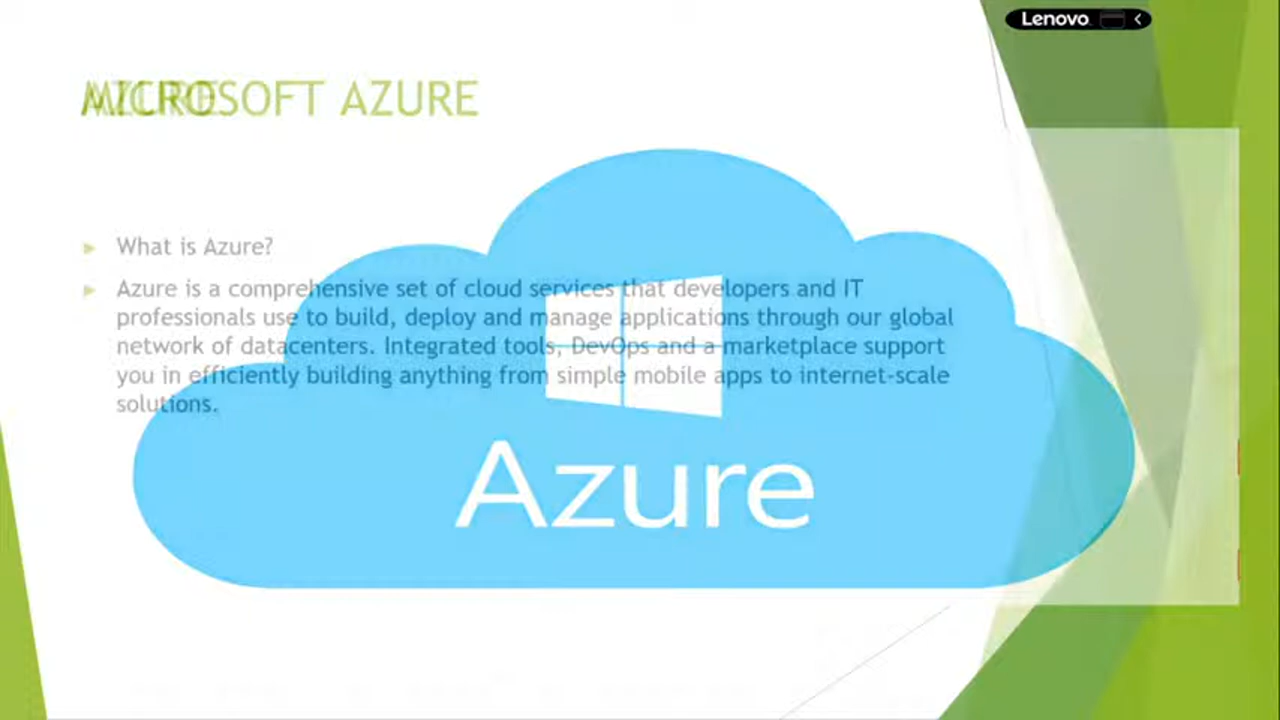 Lenovo
MICROSOFT AZURE
AZURE
What is Azure?
Azure is a comprehensive set of cloud services that developers and IT
professionals use to build, deploy and manage applications through our global
network of datacenters. Integrated tools, DevOps and a marketplace support
you in efficiently building anything from simple mobile apps to internet-scale
solutions.
Azure